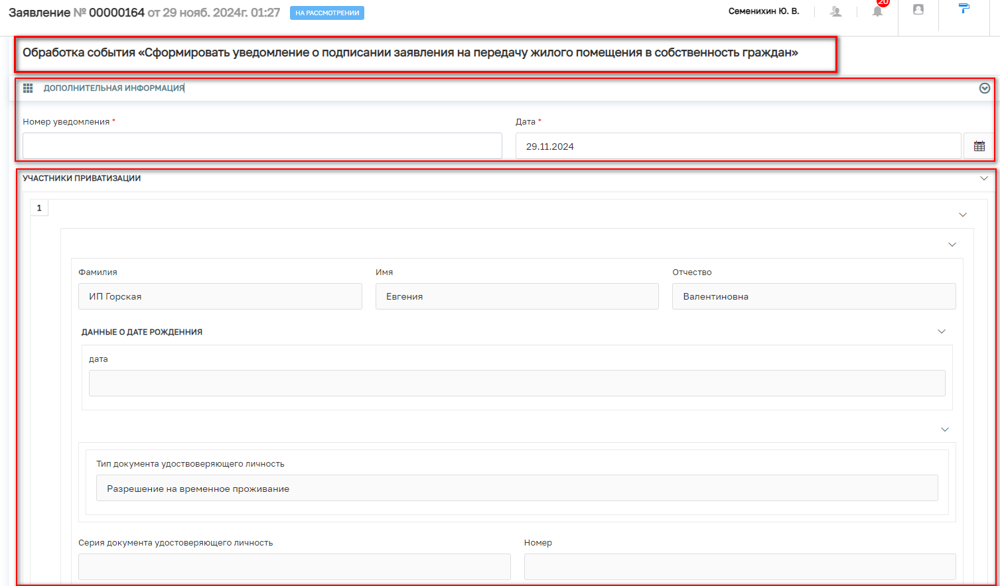 Заявление № 00000164 от 29 нояб. 2024г. 01:27 НА РАССМОТРЕНИИ Семенихин Ю. В. 20
Обработка события «Сформировать уведомление о подписании заявления на передачу жилого помещения в собственность граждан»
ДОПОЛНИТЕЛЬНАЯ ИНФОРМАЦИЯ
Номер уведомления * Дата *
29.11.2024
УЧАСТНИКИ ПРИВАТИЗАЦИИ
1
Фамилия Имя Отчество
ИП Горская Евгения Валентиновна
ДАННЫЕ О ДАТЕ РОЖДЕННИЯ
дата
Тип документа удоствоверяющего личность
Разрешение на временное проживание
Серия документа удостоверяющего личность Номер